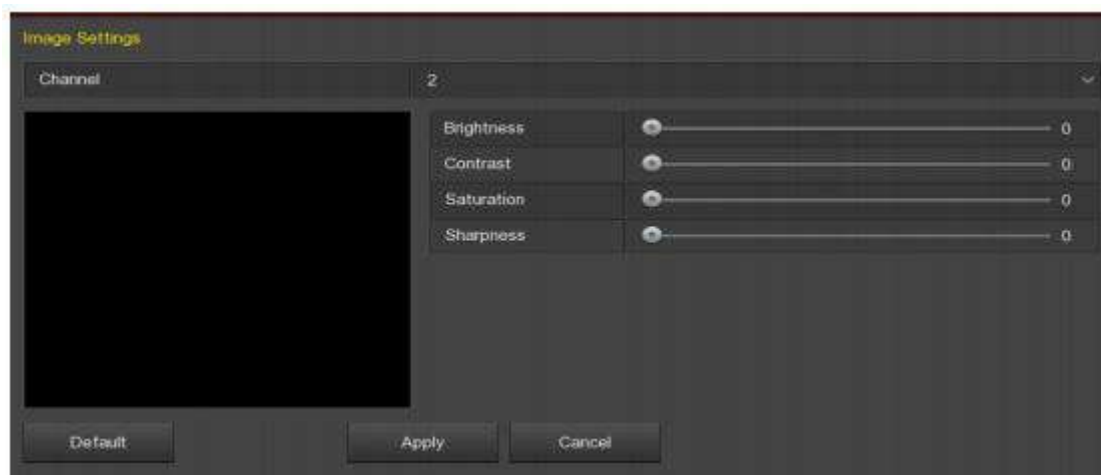 Image Settings
Channel 2
Brightness 0
Contrast 0
Saturation 0
Sharpness 0
Default Apply Cancel